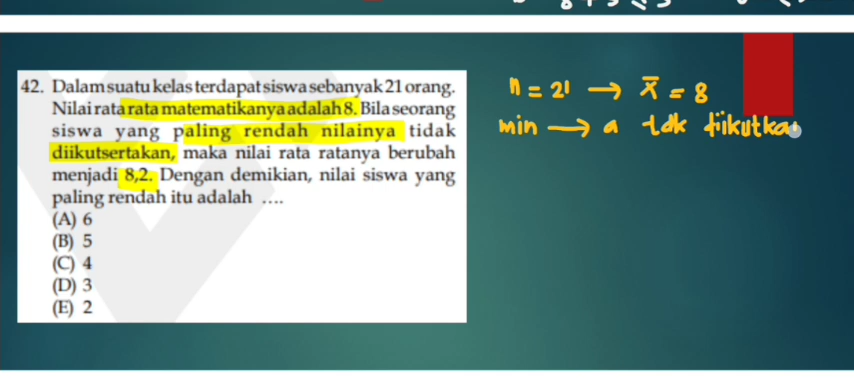 42. Dalam suatu kelas terdapat siswa sebanyak 21 orang.
Nilai rata rata matematikanya adalah 8. Bila seorang
siswa yang paling rendah nilainya tidak
diikutsertakan, maka nilai rata ratanya berubah
menjadi 8,2. Dengan demikian, nilai siswa yang
paling rendah itu adalah ....
(A) 6
(B) 5
(C) 4
(D) 3
(E) 2
n = 21 → x̄ = 8
min → a tdk diikutkan